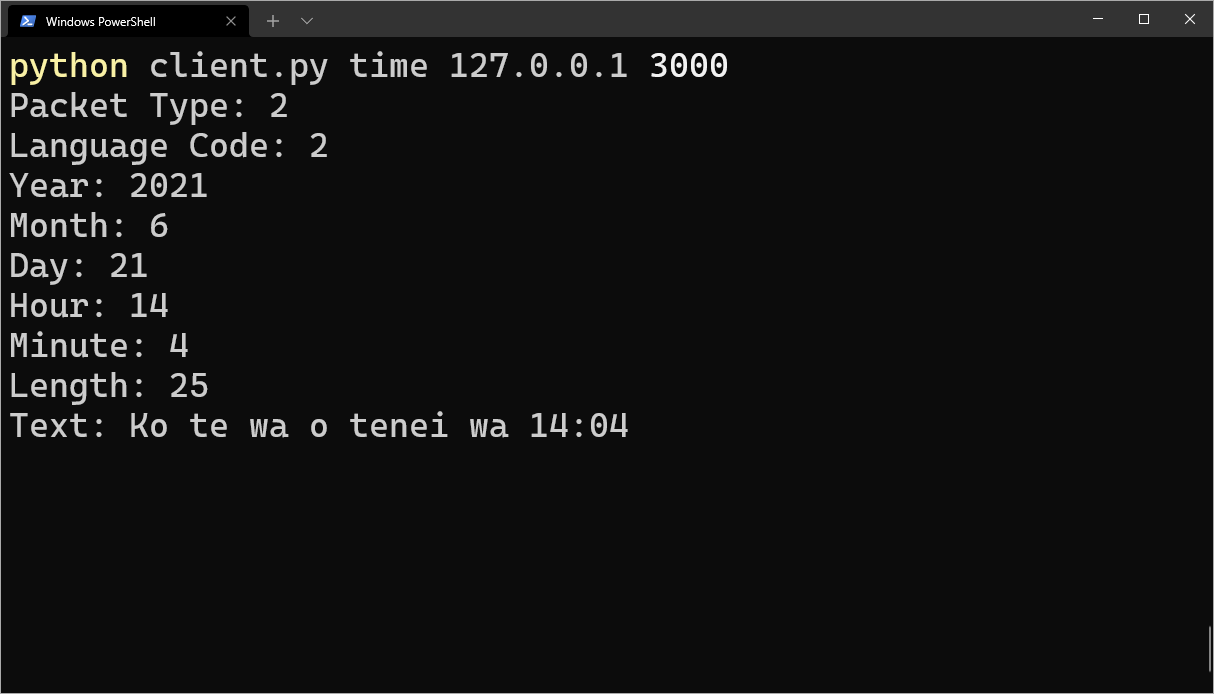 Windows PowerShell
python client.py time 127.0.0.1 3000
Packet Type: 2
Language Code: 2
Year: 2021
Month: 6
Day: 21
Hour: 14
Minute: 4
Length: 25
Text: Ko te wa o tenei wa 14:04